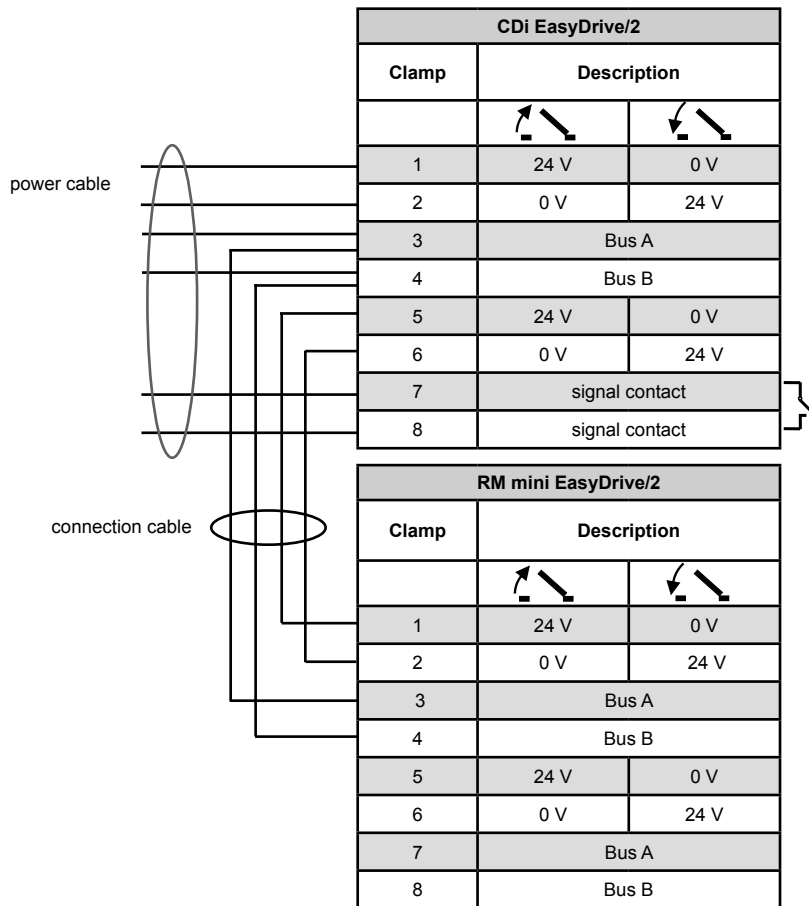 CDi EasyDrive/2
Clamp Description
1 24 V 0 V
power cable
2 0 V 24 V
3 Bus A
4 Bus B
5 24 V 0 V
6 0 V 24 V
7 signal contact
8 signal contact
RM mini EasyDrive/2
connection cable
Clamp Description
1 24 V 0 V
2 0 V 24 V
3 Bus A
4 Bus B
5 24 V 0 V
6 0 V 24 V
7 Bus A
8 Bus B